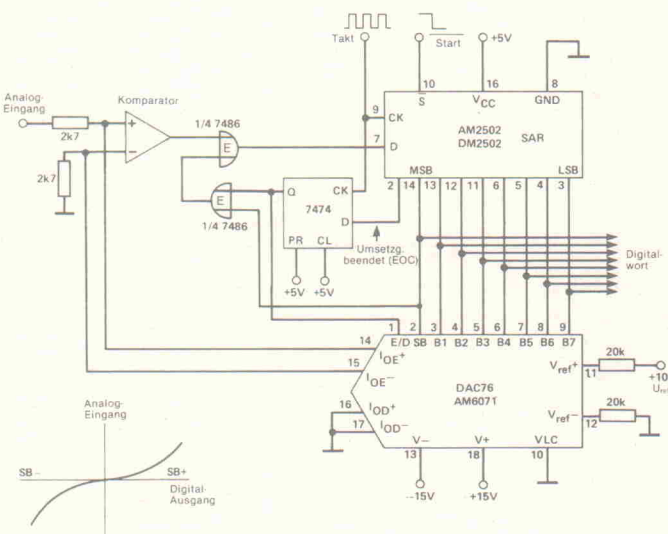 Takt
Start
+5V
Analog-
Eingang
Komparator
2k7
2k7
+
−
1/4 7486
E
E
1/4 7486
10
16
8
S
VCC
GND
9
CK
7
D
AM2502
DM2502
SAR
MSB
LSB
2
14
13
12
11
6
5
4
3
Q
CK
7474
D
PR
CL
+5V
+5V
Umsetzg.
beendet (EOC)
Digital-
wort
1
2
3
4
5
6
7
8
9
E/D
SB
B1
B2
B3
B4
B5
B6
B7
14
IOE+
15
IOE−
16
IOD+
17
IOD−
DAC76
AM6071
Vref+
11
20k
+10
Vref−
12
20k
V−
V+
VLC
13
18
10
−15V
+15V
Analog-
Eingang
SB −
SB+
Digital-
Ausgang